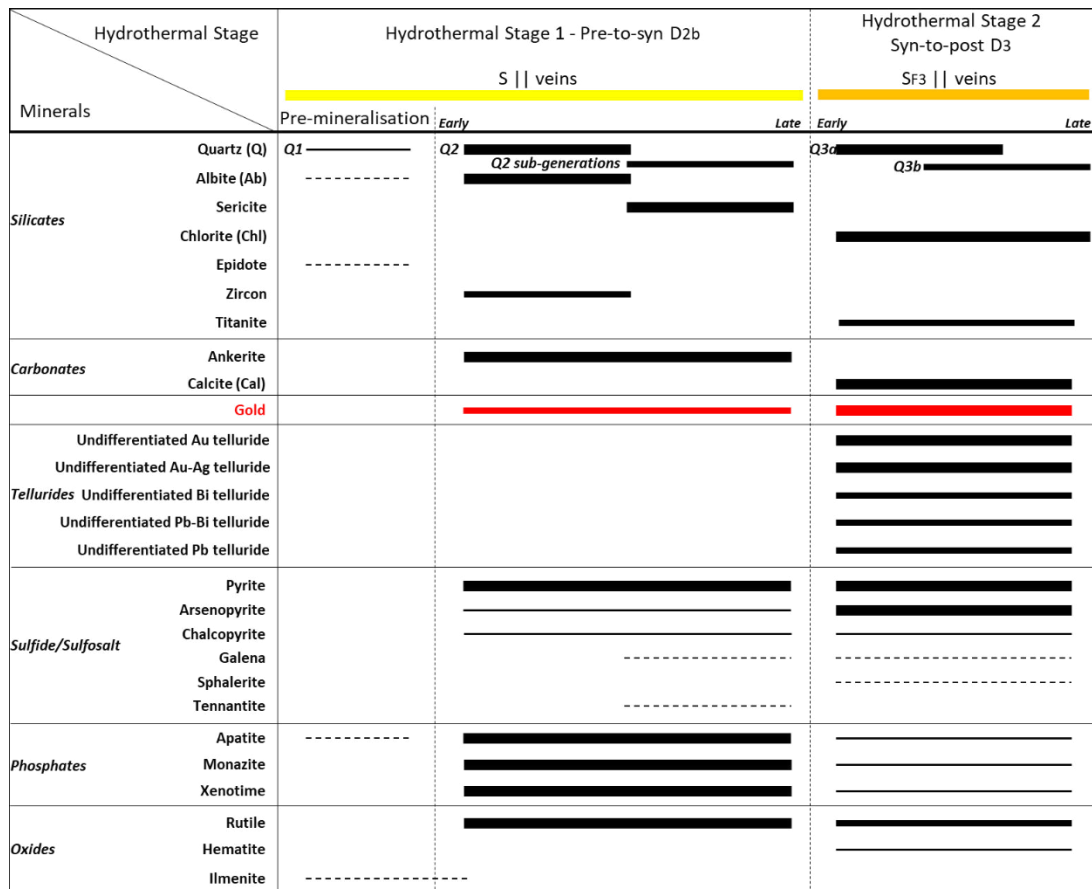 Hydrothermal Stage
Minerals
Hydrothermal Stage 1 - Pre-to-syn D2b
Hydrothermal Stage 2
Syn-to-post D3
S || veins
SF3 || veins
Pre-mineralisation
Early
Late
Early
Late
Silicates
Quartz (Q)
Q1
Q2
Q2 sub-generations
Q3a
Q3b
Albite (Ab)
Sericite
Chlorite (Chl)
Epidote
Zircon
Titanite
Carbonates
Ankerite
Calcite (Cal)
Gold
Tellurides
Undifferentiated Au telluride
Undifferentiated Au-Ag telluride
Undifferentiated Bi telluride
Undifferentiated Pb-Bi telluride
Undifferentiated Pb telluride
Sulfide/Sulfosalt
Pyrite
Arsenopyrite
Chalcopyrite
Galena
Sphalerite
Tennantite
Phosphates
Apatite
Monazite
Xenotime
Oxides
Rutile
Hematite
Ilmenite